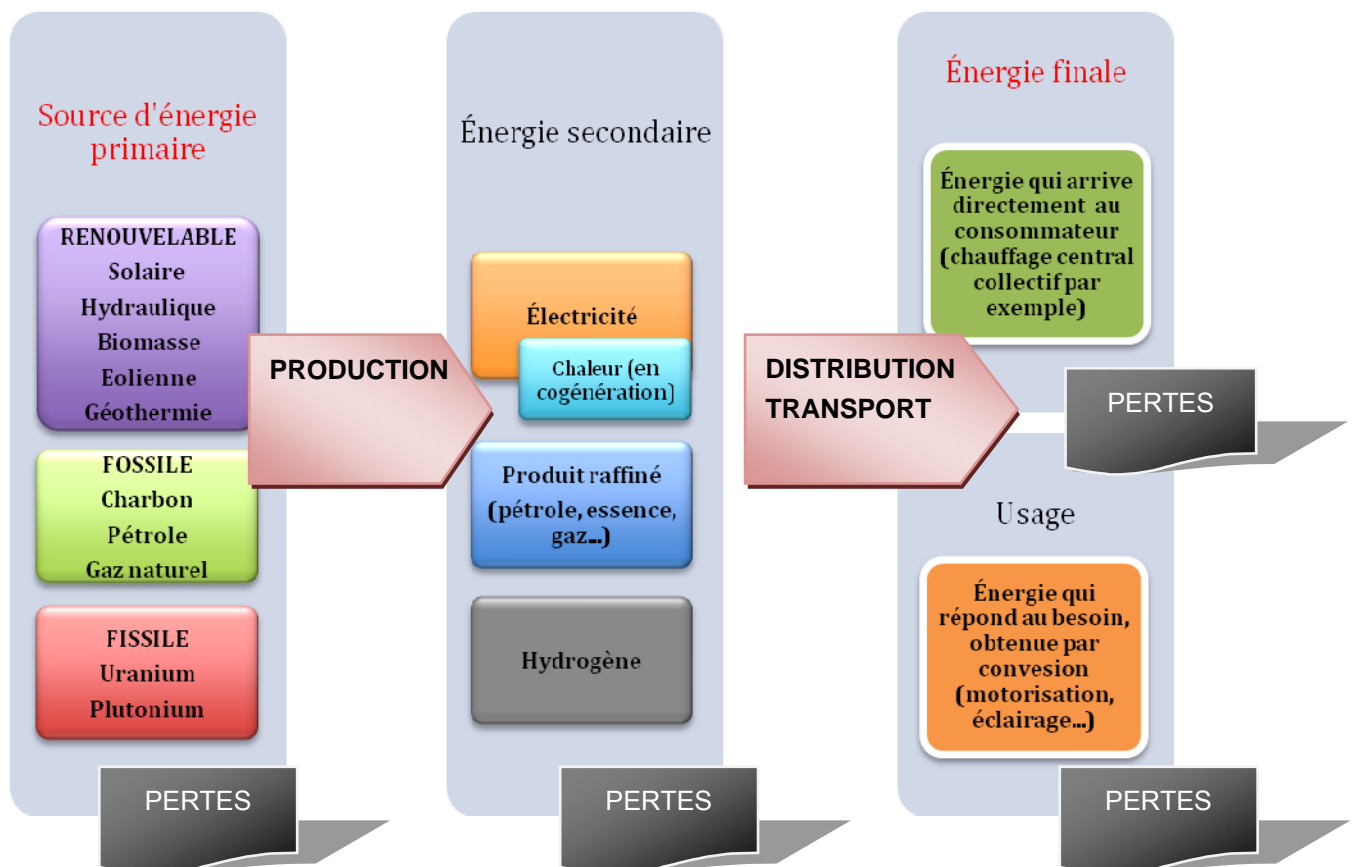 Source d'énergie
primaire
RENOUVELABLE
Solaire
Hydraulique
Biomasse
Eolienne
Géothermie
FOSSILE
Charbon
Pétrole
Gaz naturel
FISSILE
Uranium
Plutonium
PERTES
PRODUCTION
Énergie secondaire
Électricité
Chaleur (en
cogénération)
Produit raffiné
(pétrole, essence,
gaz...)
Hydrogène
PERTES
DISTRIBUTION
TRANSPORT
Énergie finale
Énergie qui arrive
directement au
consommateur
(chauffage central
collectif par
exemple)
PERTES
Usage
Énergie qui
répond au besoin,
obtenue par
convesion
(motorisation,
éclairage...)
PERTES